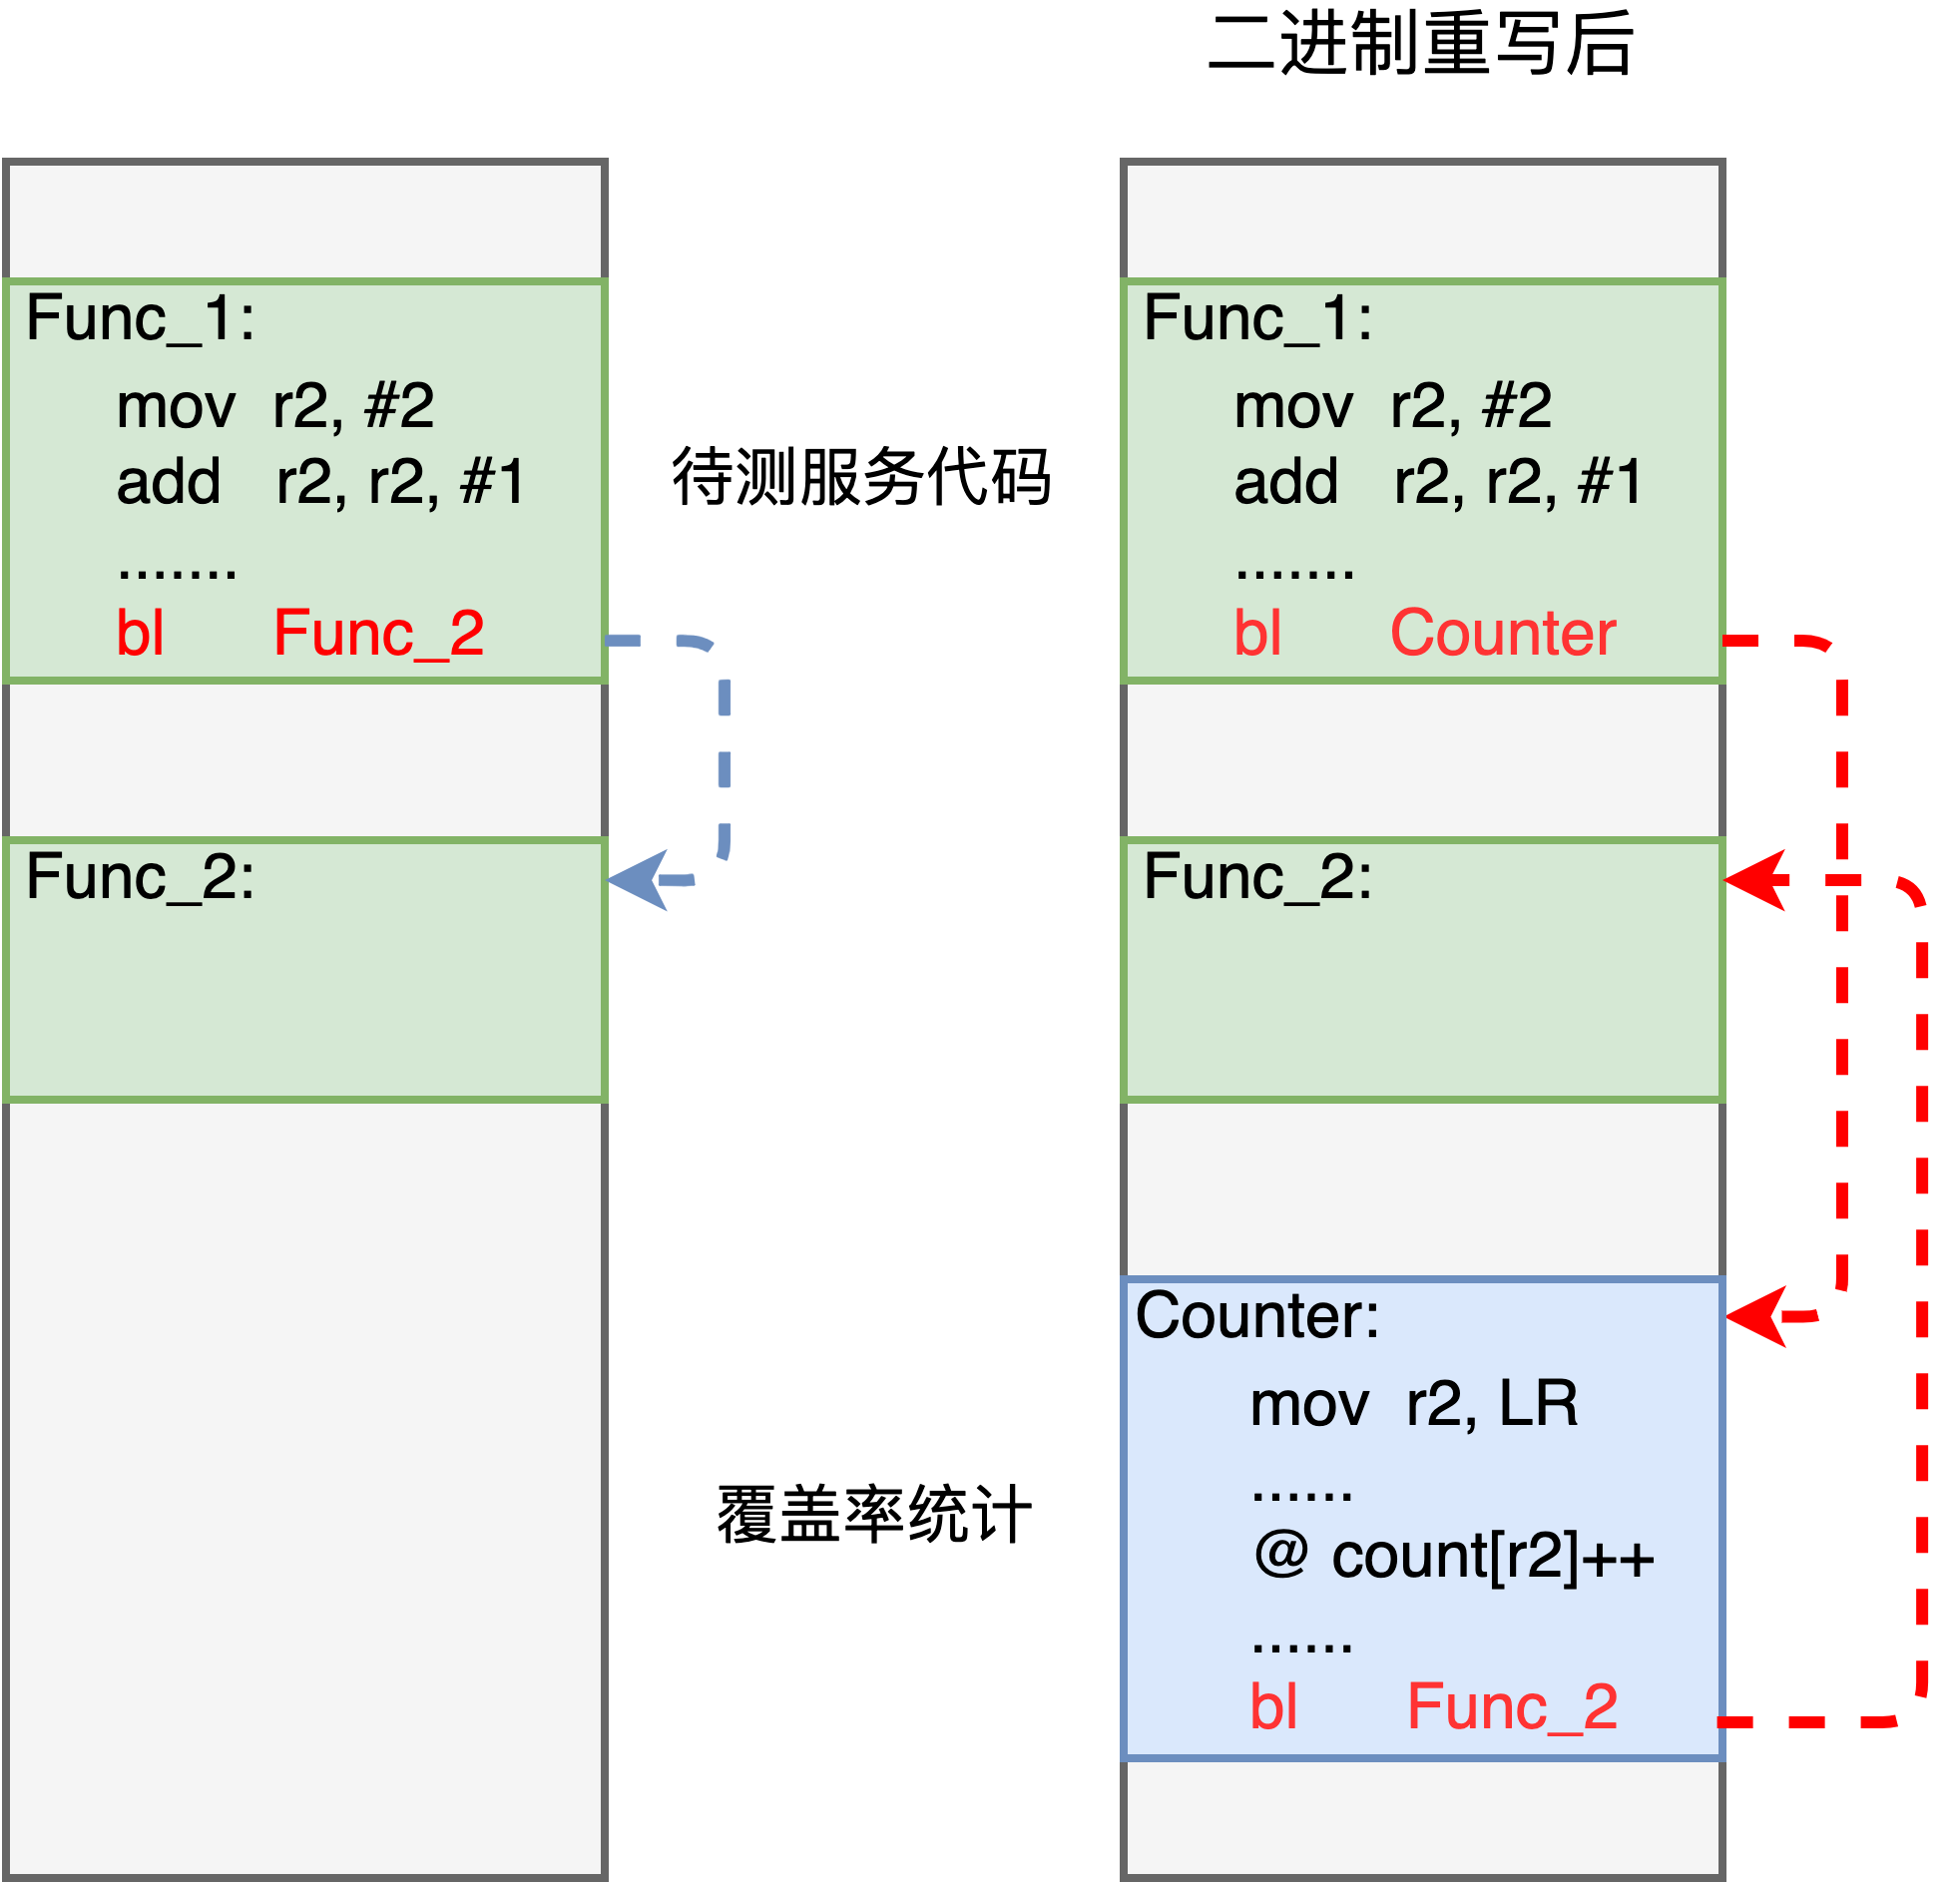 二进制重写后
Func_1:
mov r2, #2
add r2, r2, #1
.......
bl Func_2
Func_2:
待测服务代码
覆盖率统计
Func_1:
mov r2, #2
add r2, r2, #1
.......
bl Counter
Func_2:
Counter:
mov r2, LR
......
@ count[r2]++
......
bl Func_2